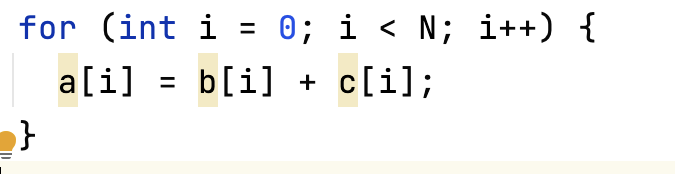 for (int i = 0; i < N; i++) {
  a[i] = b[i] + c[i];
}